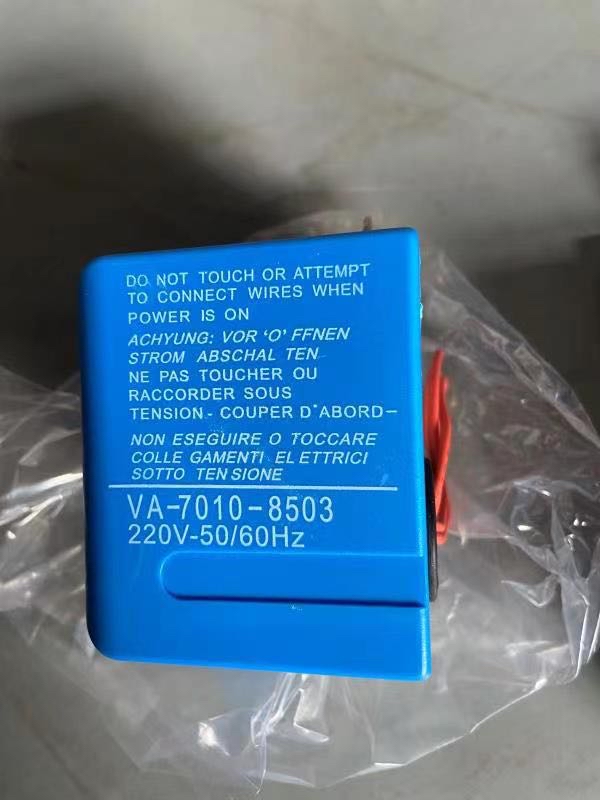 DO NOT TOUCH OR ATTEMPT
TO CONNECT WIRES WHEN
POWER IS ON
ACHYUNG: VOR ‘O’ FFNEN
STROM ABSCHAL TEN
NE PAS TOUCHER OU
RACCORDER SOUS
TENSION- COUPER D'ABORD-
NON ESEGUIRE O TOCCARE
COLLE GAMENTI EL ETTRICI
SOTTO TEN SIONE
VA-7010-8503
220V-50/60Hz